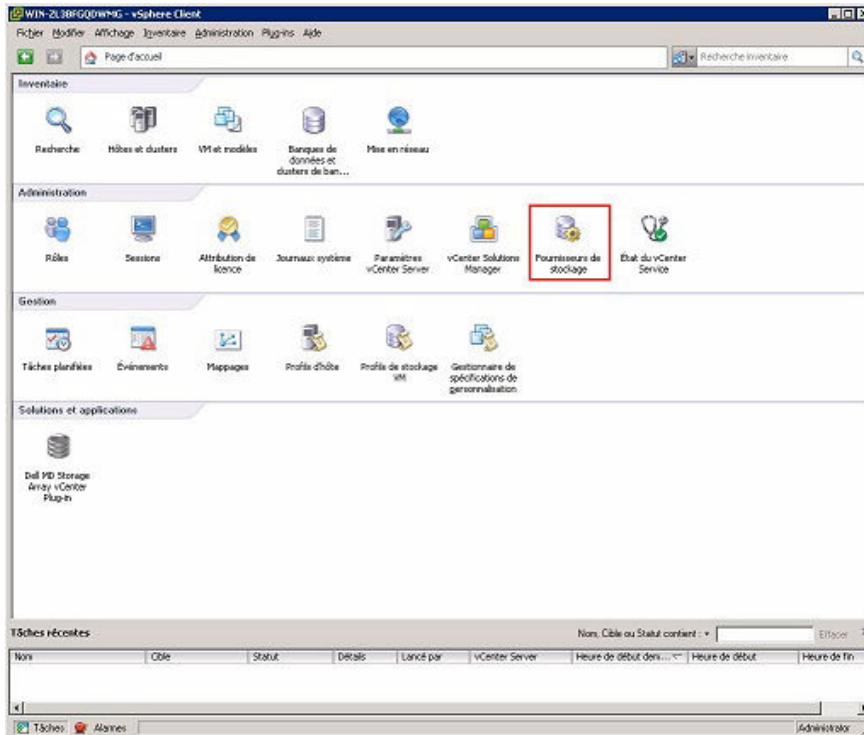 WIN-ZL38FGQDWMG - vSphere Client
Fichier Modifier Affichage Inventaire Administration Plug-ins Aide
Page d'accueil
Recherche inventaire
Inventaire
Recherche
Hôtes et clusters
VM et modèles
Banques de
données et
clusters de ban...
Mise en réseau
Administration
Rôles
Sessions
Attribution de
licence
Journaux système
Paramètres
vCenter Server
vCenter Solutions
Manager
Fournisseurs de
stockage
État du vCenter
Service
Gestion
Tâches planifiées
Événements
Mappages
Profils d'hôte
Profils de stockage
VM
Gestionnaire de
spécifications de
personnalisation
Solutions et applications
Dell MD Storage
Array vCenter
Plug-in
Tâches récentes
Nom, Cible ou Statut contient :
Effacer
Nom
Cible
Statut
Détails
Lancé par
vCenter Server
Heure de début dem...
Heure de début
Heure de fin
Tâches
Alarmes
Administrator